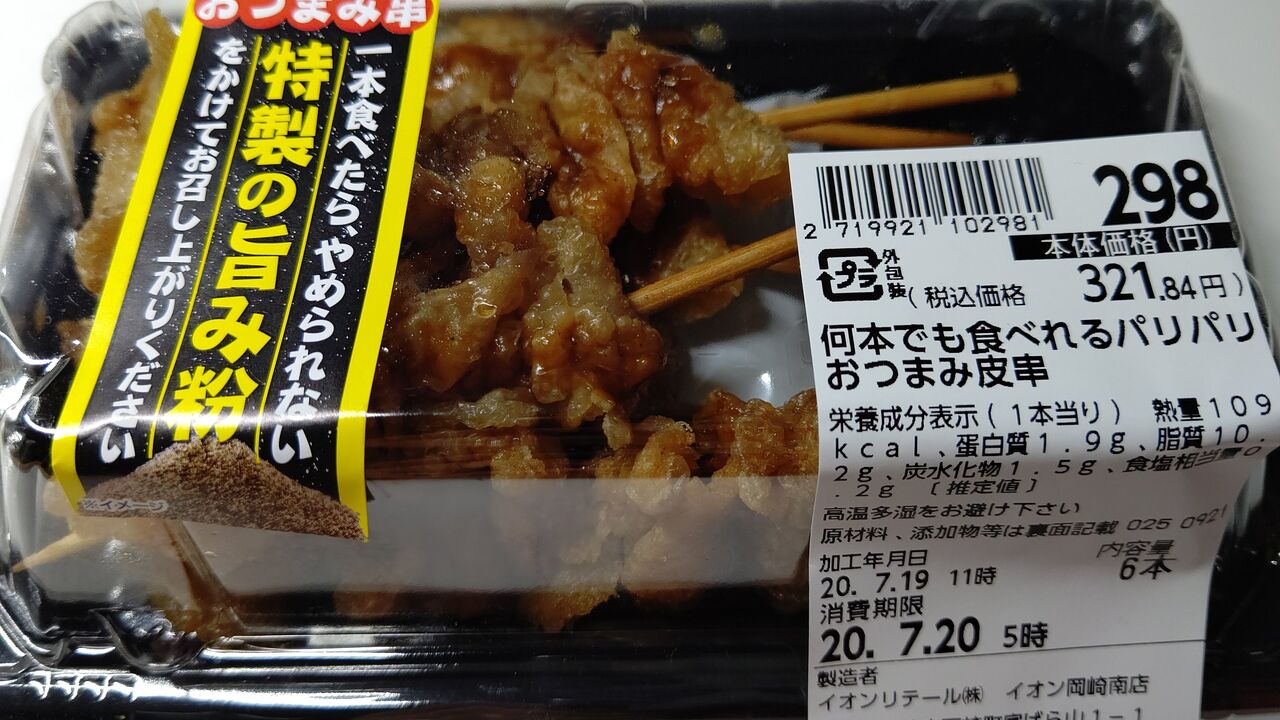 おつまみ串
一本食べたら、やめられない
特製の旨み粉
をかけてお召し上がりください
※イメージ
2 719921 102981
298
本体価格(円)
プラ
外包装
(税込価格 321.84円)
何本でも食べれるパリパリ
おつまみ皮串
栄養成分表示(1本当り) 熱量109
kcal、蛋白質1.9g、脂質10.
2g、炭水化物1.5g、食塩相当量0
.2g 〔推定値〕
高温多湿をお避け下さい
原材料、添加物等は裏面記載 025 0921
加工年月日
20. 7.19 11時
内容量
6本
消費期限
20. 7.20 5時
製造者
イオンリテール㈱ イオン岡崎南店